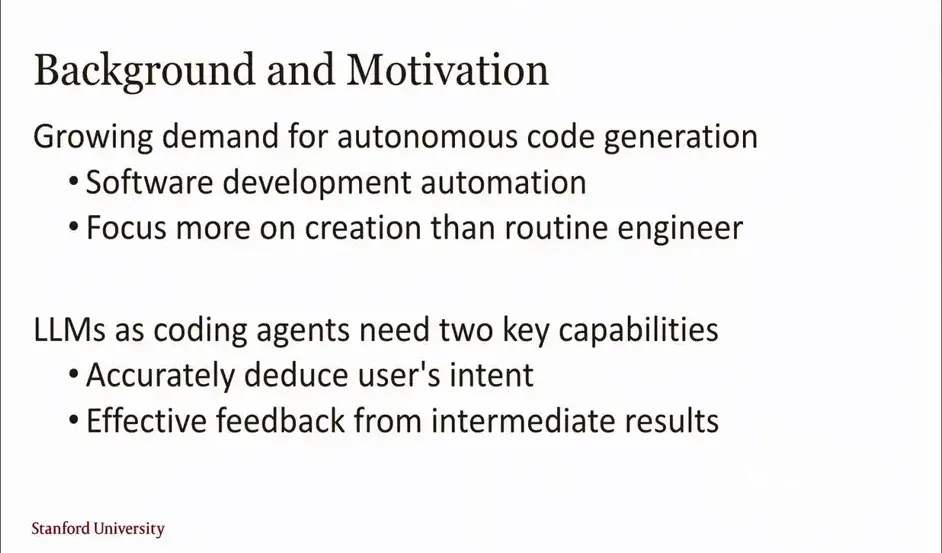 Background and Motivation
Growing demand for autonomous code generation
• Software development automation
• Focus more on creation than routine engineer
LLMs as coding agents need two key capabilities
• Accurately deduce user's intent
• Effective feedback from intermediate results
Stanford University